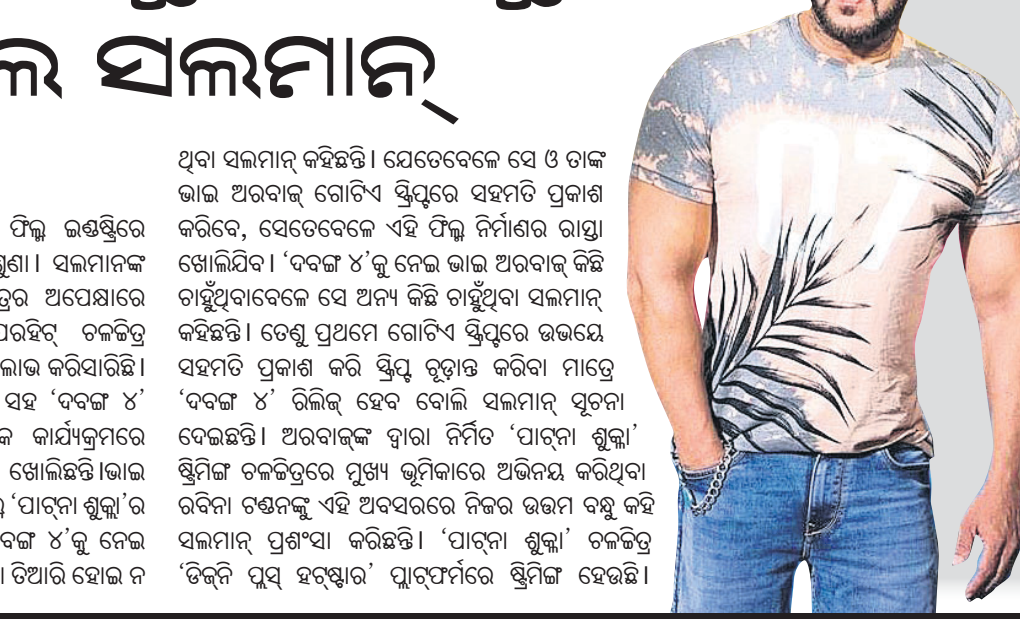 ସଲମାନ୍
ଫିଲ୍ମ ଇଣ୍ଡଷ୍ଟ୍ରିରେ
ସଲମାନଙ୍କ
ଅପେକ୍ଷାରେ
ଚଳଚ୍ଚିତ୍ର
ଲାଭ କରିସାରିଛି।
ସହ ‘ଦବଙ୍ଗ ୪’
କାର୍ଯ୍ୟକ୍ରମରେ
ଖୋଲିଛନ୍ତି।ଭାଇ
‘ପାଟ୍‌ନା ଶୁକ୍ଲା’ର
୪’କୁ ନେଇ
ତିଆରି ହୋଇ ନ
ଥିବା ସଲମାନ୍ କହିଛନ୍ତି। ଯେତେବେଳେ ସେ ଓ ତାଙ୍କ
ଭାଇ ଅରବାଜ୍ ଗୋଟିଏ ସ୍କ୍ରିପ୍ଟରେ ସହମତି ପ୍ରକାଶ
କରିବେ, ସେତେବେଳେ ଏହି ଫିଲ୍ମ ନିର୍ମାଣର ରାସ୍ତା
ଖୋଲିଯିବ। ‘ଦବଙ୍ଗ ୪’କୁ ନେଇ ଭାଇ ଅରବାଜ୍ କିଛି
ଚାହୁଁଥିବାବେଳେ ସେ ଅନ୍ୟ କିଛି ଚାହୁଁଥିବା ସଲମାନ୍
କହିଛନ୍ତି। ତେଣୁ ପ୍ରଥମେ ଗୋଟିଏ ସ୍କ୍ରିପ୍ଟରେ ଉଭୟେ
ସହମତି ପ୍ରକାଶ କରି ସ୍କ୍ରିପ୍ଟ ଚୂଡ଼ାନ୍ତ କରିବା ମାତ୍ରେ
‘ଦବଙ୍ଗ ୪’ ରିଲିଜ୍ ହେବ ବୋଲି ସଲମାନ୍ ସୂଚନା
ଦେଇଛନ୍ତି। ଅରବାଜ୍‌ଙ୍କ ଦ୍ୱାରା ନିର୍ମିତ ‘ପାଟ୍‌ନା ଶୁକ୍ଲା’
ଷ୍ଟ୍ରିମିଙ୍ଗ ଚଳଚ୍ଚିତ୍ରରେ ମୁଖ୍ୟ ଭୂମିକାରେ ଅଭିନୟ କରିଥିବା
ରବିନା ଟଣ୍ଡନଙ୍କୁ ଏହି ଅବସରରେ ନିଜର ଉତ୍ତମ ବନ୍ଧୁ କହି
ସଲମାନ୍ ପ୍ରଶଂସା କରିଛନ୍ତି। ‘ପାଟ୍‌ନା ଶୁକ୍ଲା’ ଚଳଚ୍ଚିତ୍ର
‘ଡିଜ୍‌ନି ପ୍ଲସ୍ ହଟ୍‌ଷ୍ଟାର’ ପ୍ଲାଟ୍‌ଫର୍ମରେ ଷ୍ଟ୍ରିମିଙ୍ଗ ହେଉଛି।
07